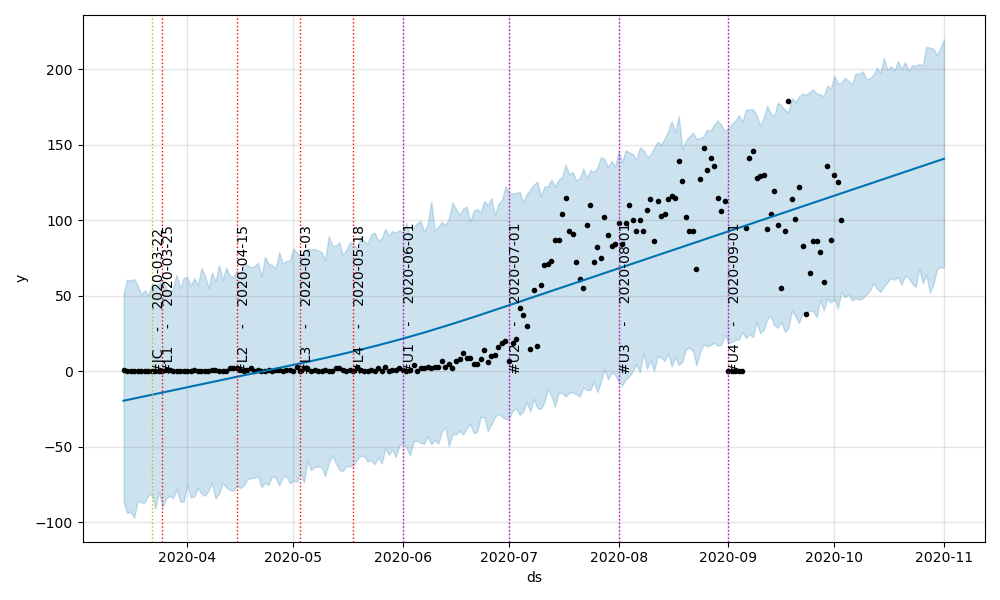 200
150
100
50
0
−50
−100
y
#JC - 2020-03-22
#L1 - 2020-03-25
#L2 - 2020-04-15
#L3 - 2020-05-03
#L4 - 2020-05-18
#U1 - 2020-06-01
#U2 - 2020-07-01
#U3 - 2020-08-01
#U4 - 2020-09-01
2020-04
2020-05
2020-06
2020-07
2020-08
2020-09
2020-10
2020-11
ds